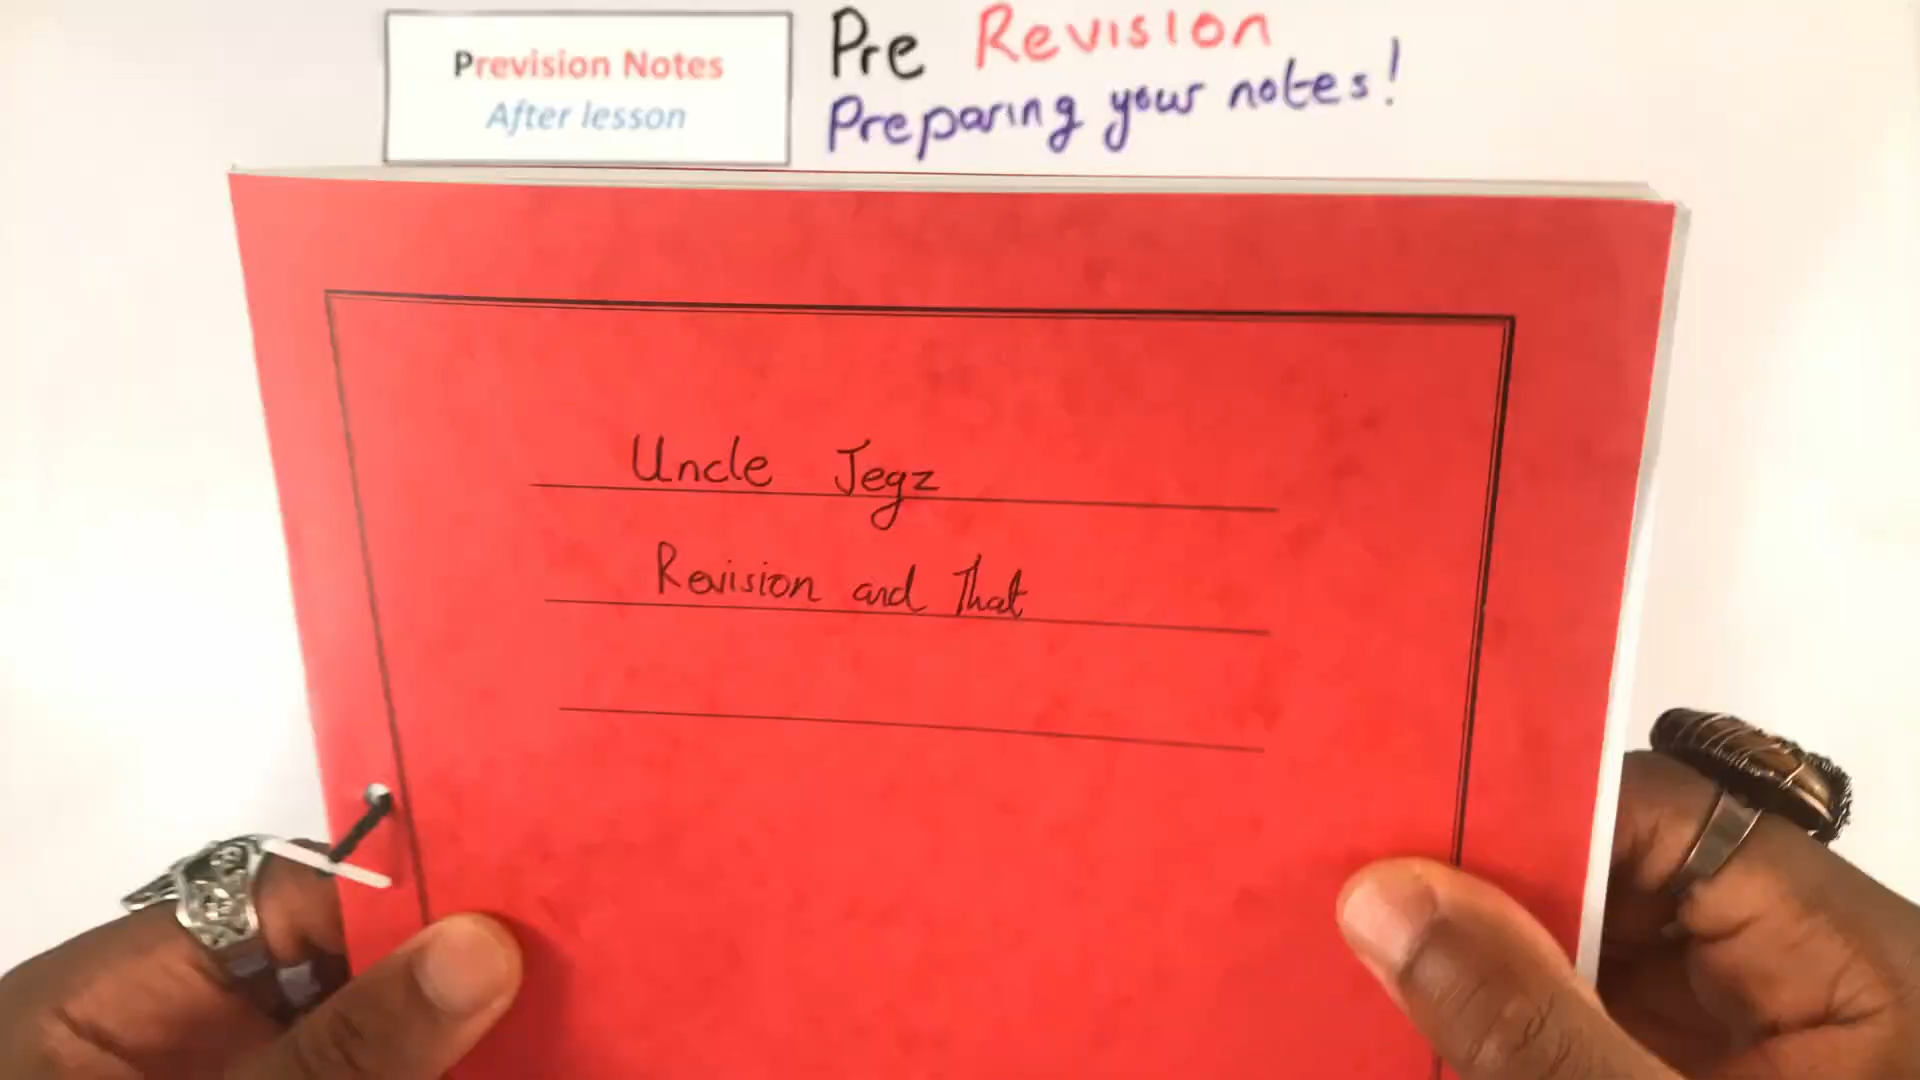 Prevision Notes
After lesson
Pre Revision
Preparing your notes!
Uncle Jegz
Revision and That